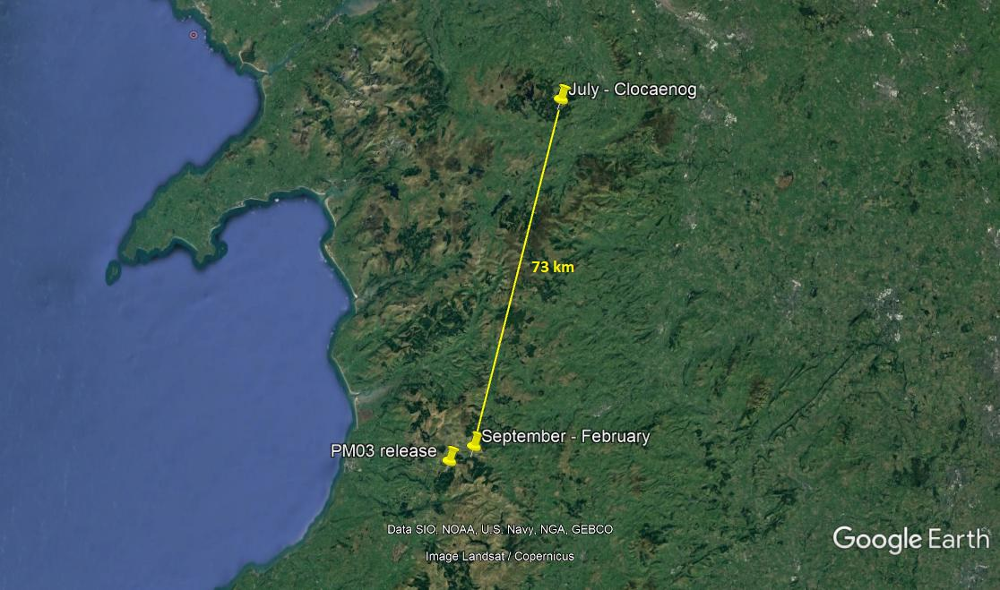 July - Clocaenog
73 km
September - February
PM03 release
Data SIO, NOAA, U.S. Navy, NGA, GEBCO
Image Landsat / Copernicus
Google Earth